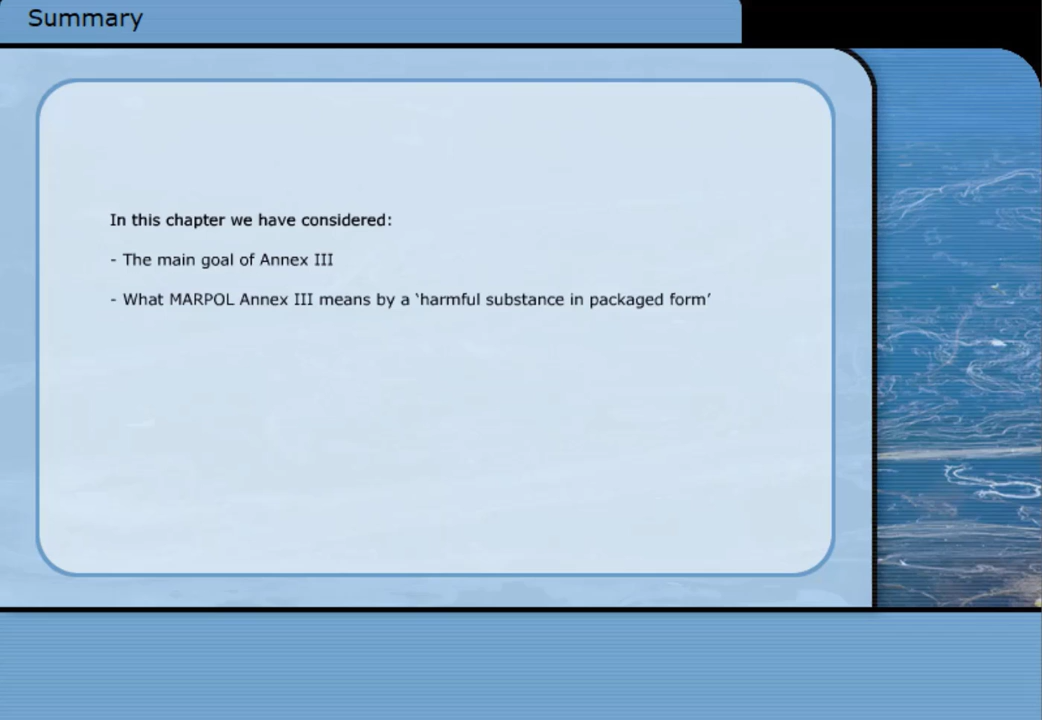 Summary
In this chapter we have considered:
- The main goal of Annex III
- What MARPOL Annex III means by a ‘harmful substance in packaged form’